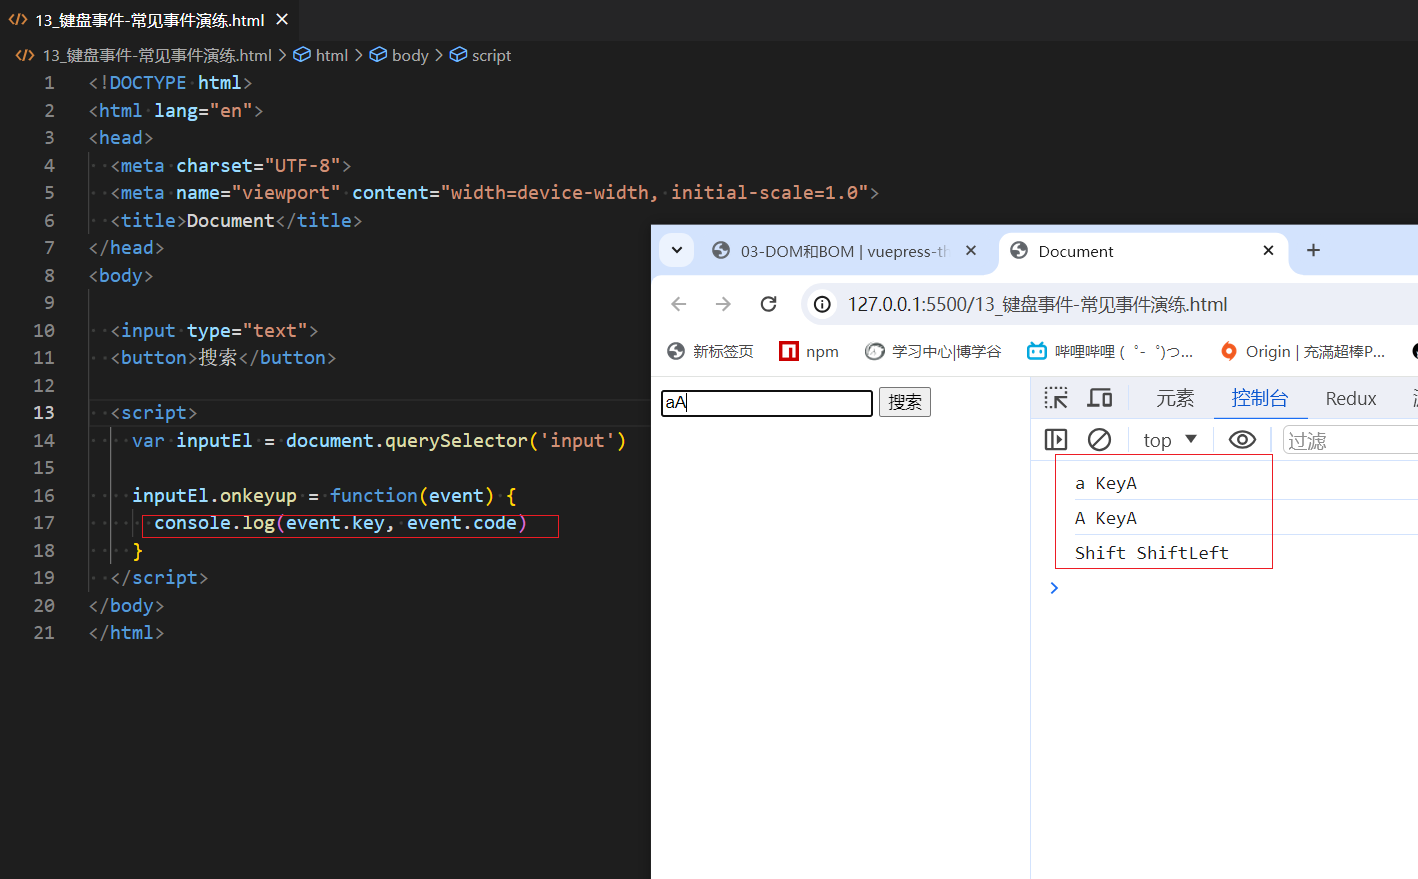 13_键盘事件-常见事件演练.html
13_键盘事件-常见事件演练.html > html > body > script
1 <!DOCTYPE html>
2 <html lang="en">
3 <head>
4 <meta charset="UTF-8">
5 <meta name="viewport" content="width=device-width, initial-scale=1.0">
6 <title>Document</title>
7 </head>
8 <body>
9
10 <input type="text">
11 <button>搜索</button>
12
13 <script>
14 var inputEl = document.querySelector('input')
15
16 inputEl.onkeyup = function(event) {
17 console.log(event.key, event.code)
18 }
19 </script>
20 </body>
21 </html>
03-DOM和BOM | vuepress-th
Document
127.0.0.1:5500/13_键盘事件-常见事件演练.html
新标签页
npm
学习中心|博学谷
哔哩哔哩 (゜-゜)つ...
Origin | 充滿超棒P...
aA
搜索
元素
控制台
Redux
top
过滤
a KeyA
A KeyA
Shift ShiftLeft